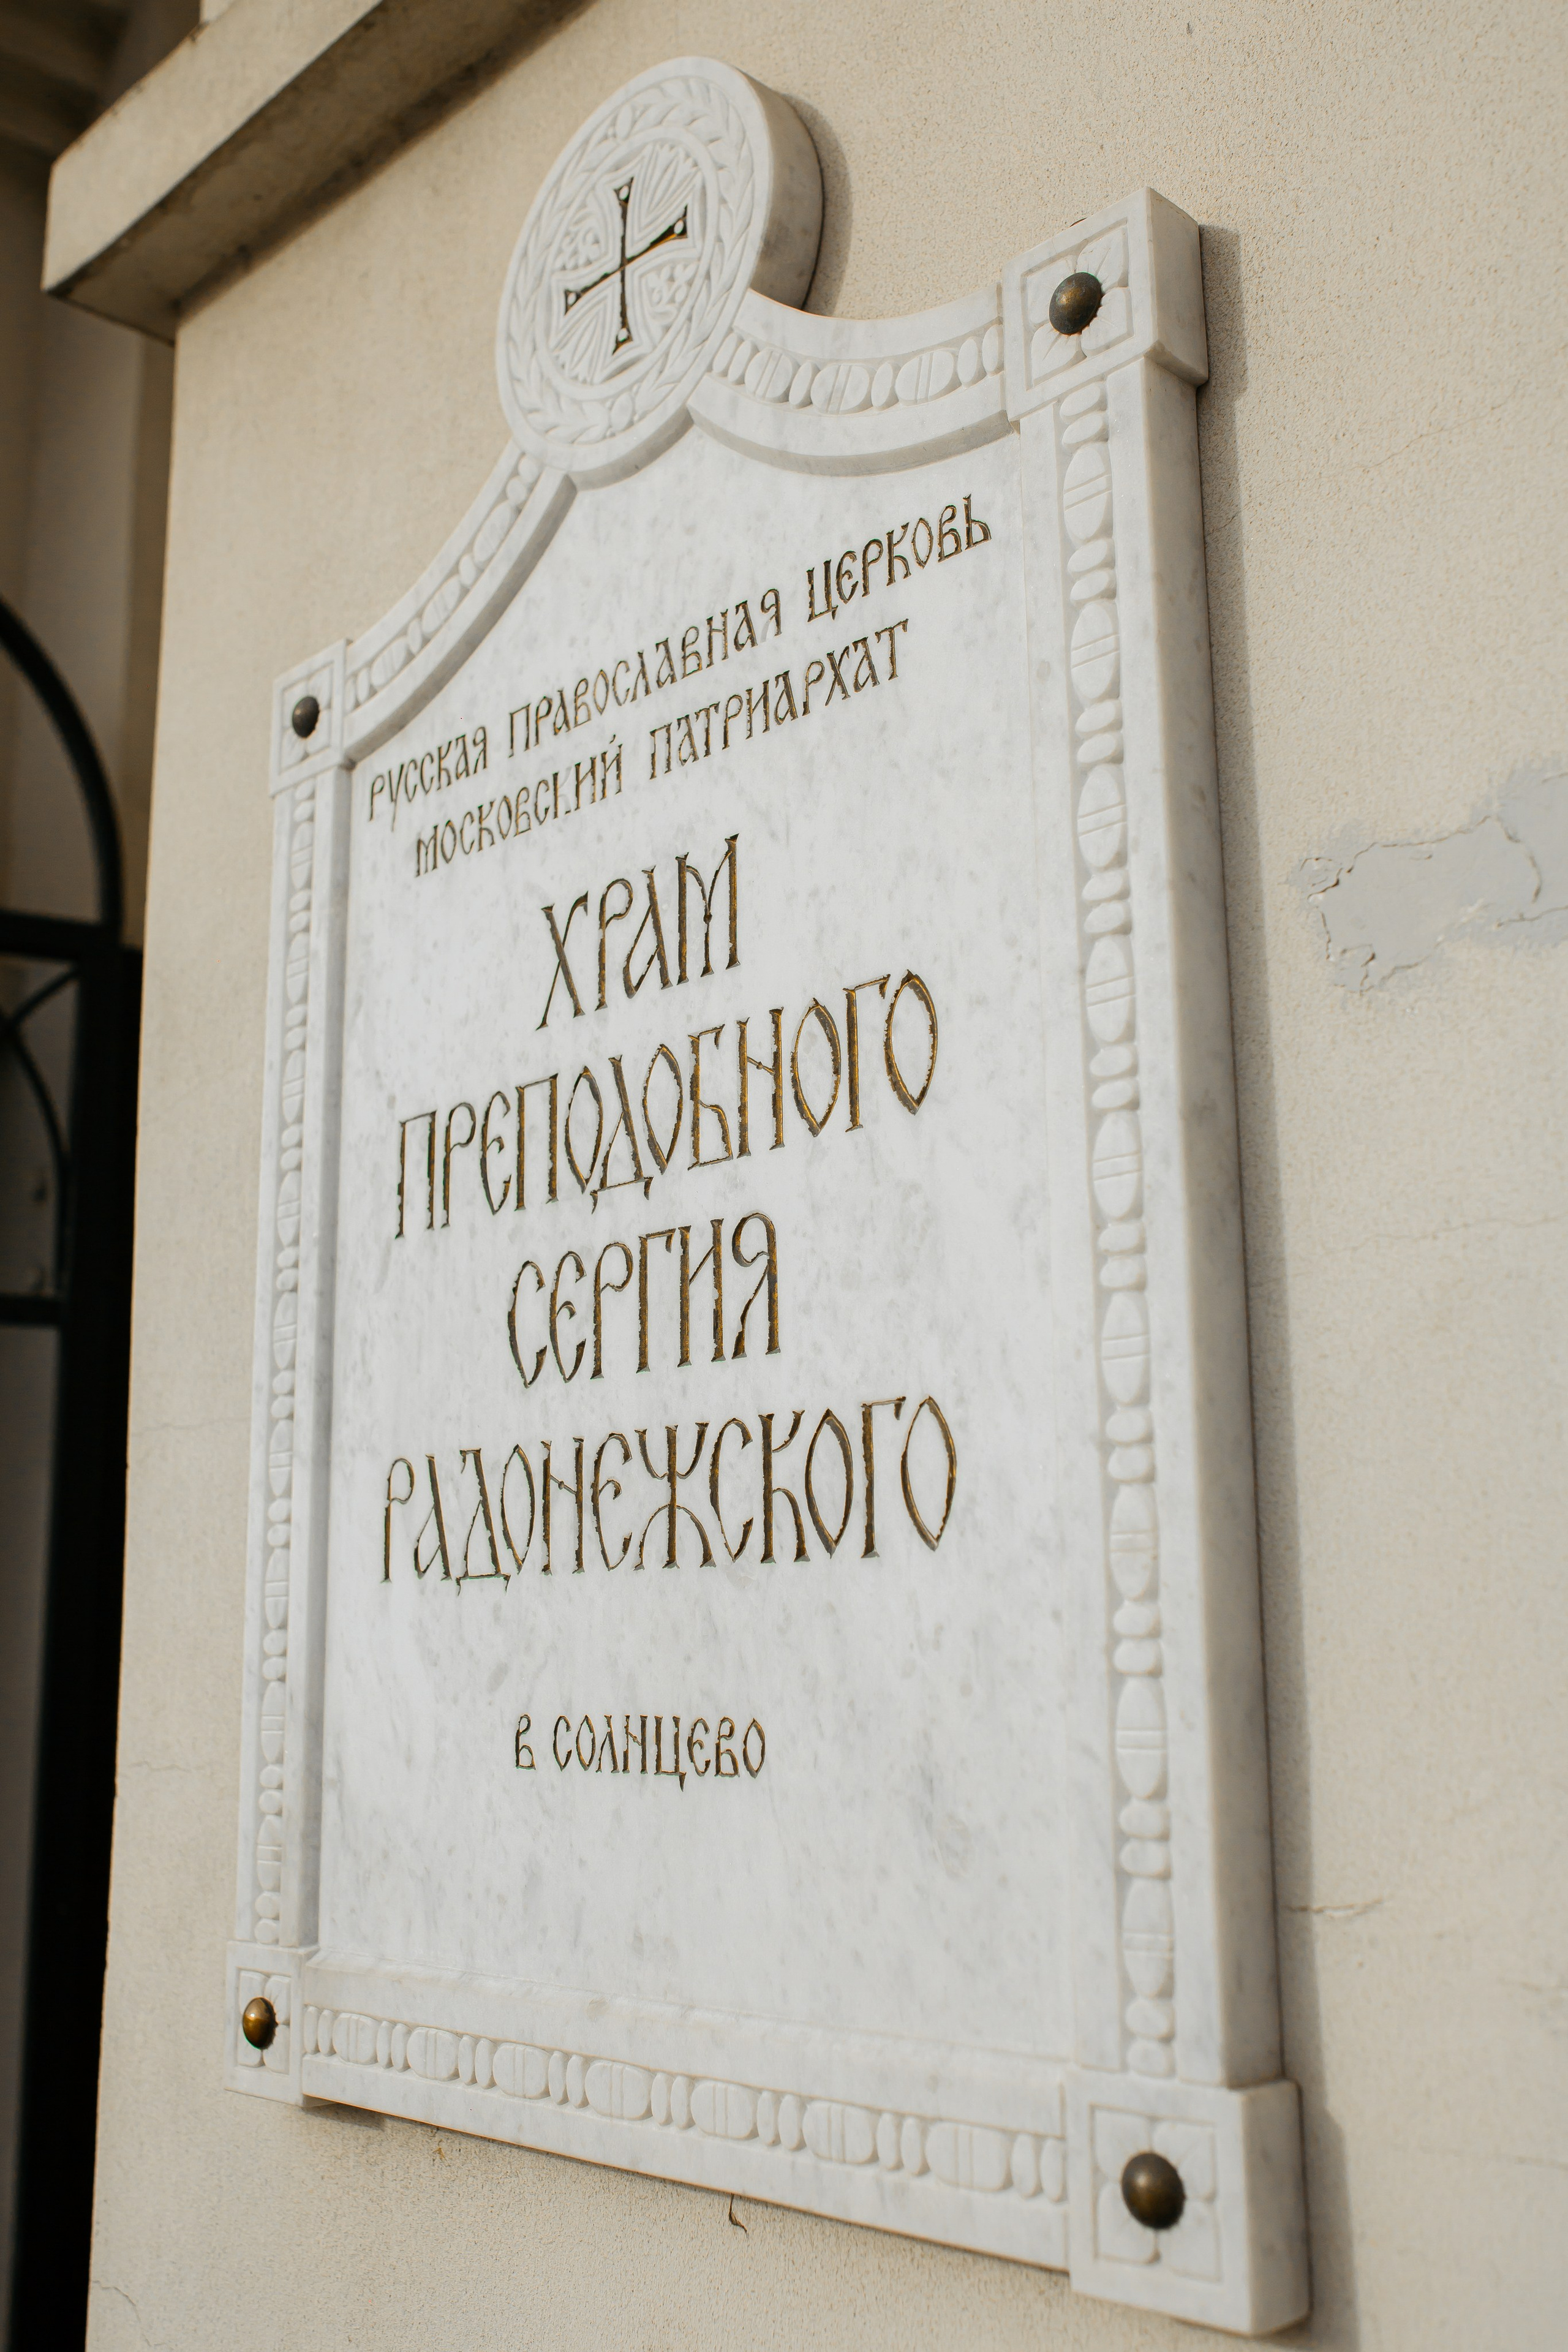 РУССКАЯ ПРАВОСЛАВНАЯ ЦЕРКОВЬ
МОСКОВСКИЙ ПАТРИАРХАТ
ХРАМ
ПРЕПОДОБНОГО
СЕРГИЯ
РАДОНЕЖСКОГО
В СОЛНЦЕВО